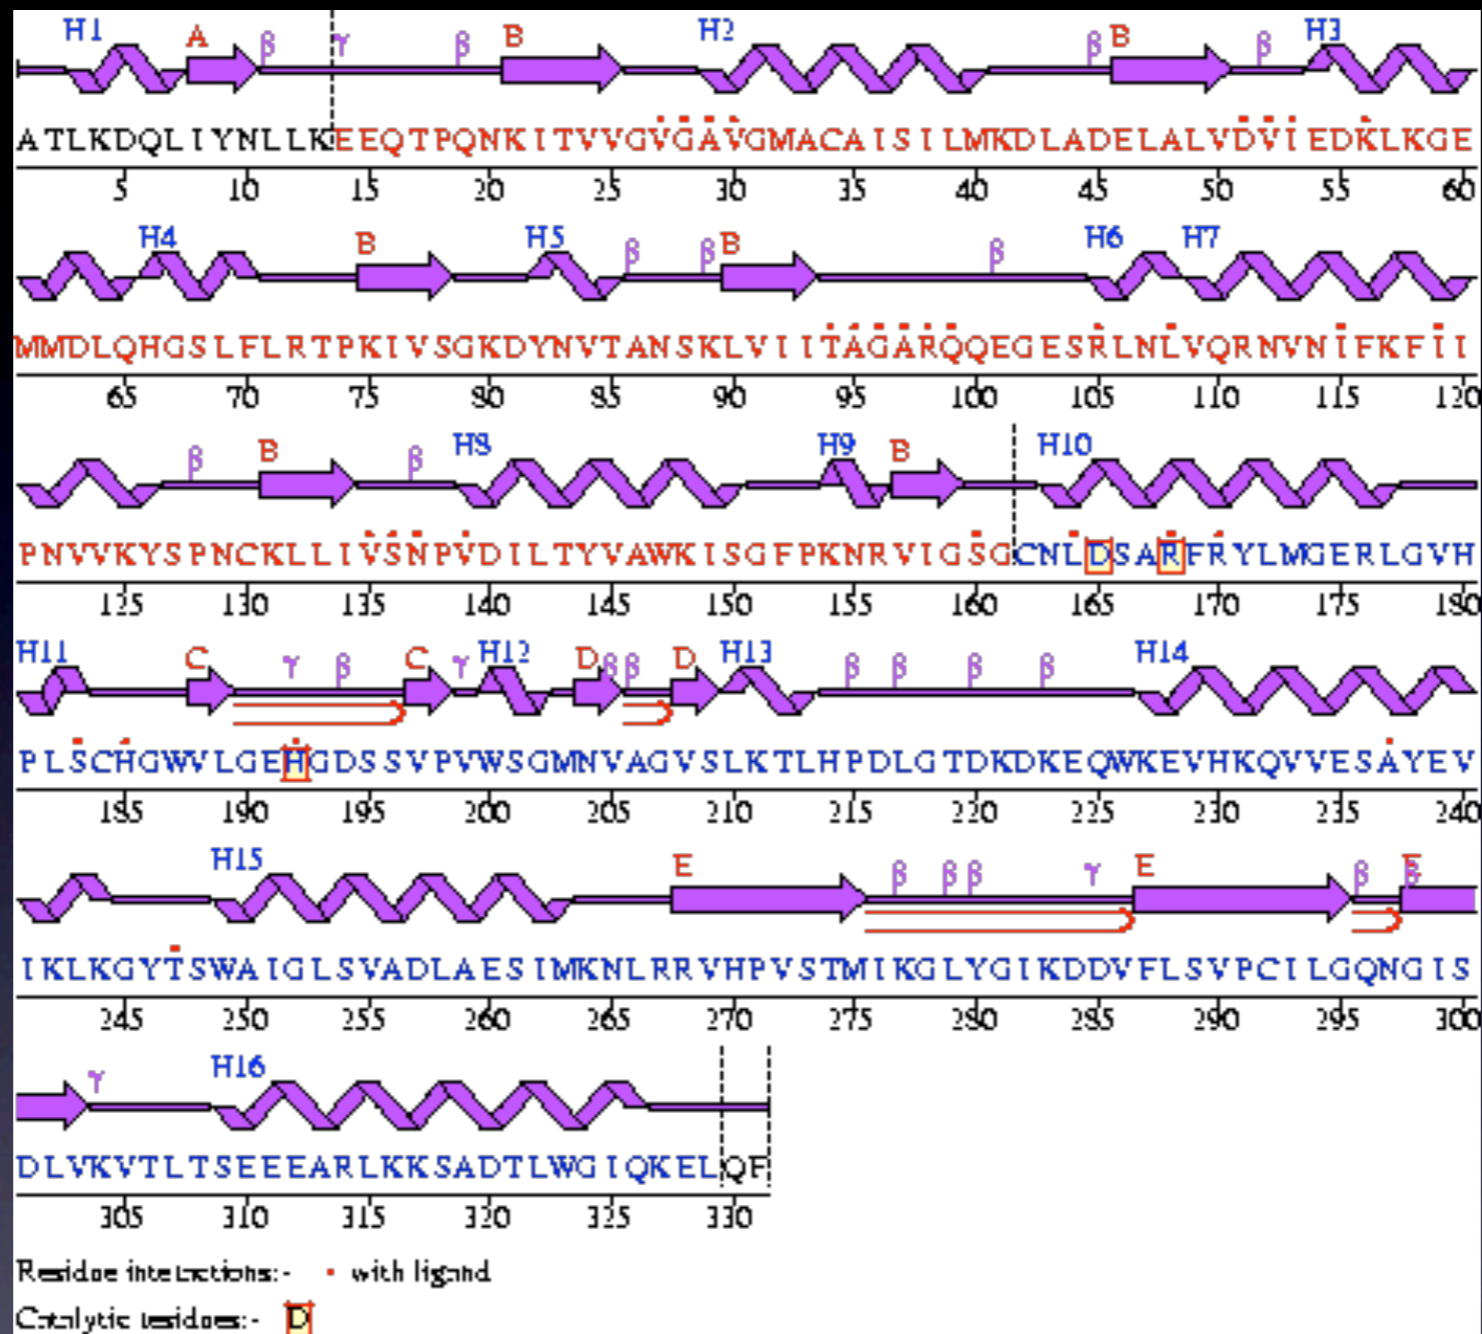 H1 A β γ β B H2 β B β H3
ATLKDQLIYNLLKEEQTPQNKITVVGVGAVGMACAISILMKDLADELALVDVIEDKLKGE
5 10 15 20 25 30 35 40 45 50 55 60
H4 B H5 β β B β H6 H7
MMDLQHGSLFLRTPKIVSGKDYNVTANSKLVIITAGARQQEGESRLNLVQRNVNIFKFII
65 70 75 80 85 90 95 100 105 110 115 120
β B β H8 H9 B H10
PNVVKYSPNCKLLIVSNPVDILTYVAWKISGFPKNRVIGSGCNLDSARFRYLMGERLGVH
125 130 135 140 145 150 155 160 165 170 175 180
H11 C γ β C γ H12 D β β D H13 β β β β H14
PLSCHGWVLGEHGDSSVPVWSGMNVAGVSLKTLHPDLGTDKDKEQWKEVHKQVVESAYEV
185 190 195 200 205 210 215 220 225 230 235 240
H15 E β β β γ E β β E
IKLKGYTSWAIGLSVADLAESIMKNLRRVHPVSTMIKGLYGIKDDVFLSVPCILGQNGIS
245 250 255 260 265 270 275 280 285 290 295 300
γ H16
DLVKVTLTSEEEARLKKSADTLWGIQKELQF
305 310 315 320 325 330
Residue interactions:- with ligand
Catalytic residues:- D